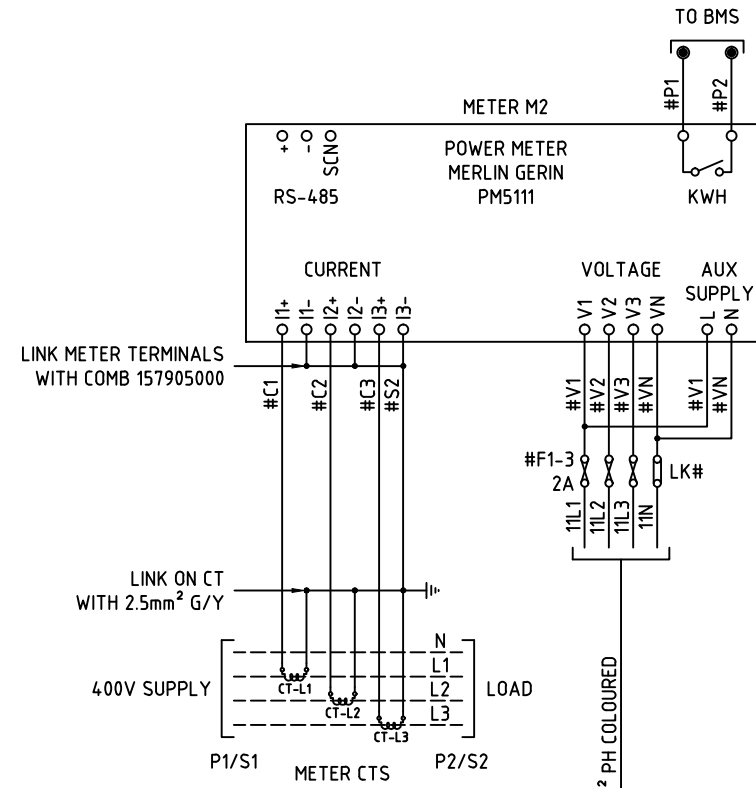 TO BMS
#P1
#P2
METER M2
+
-
SCN
RS-485
POWER METER
MERLIN GERIN
PM5111
KWH
CURRENT
VOLTAGE
AUX
SUPPLY
I1+
I1-
I2+
I2-
I3+
I3-
V1
V2
V3
VN
L
N
LINK METER TERMINALS
WITH COMB 157905000
#C1
#C2
#C3
#S2
#V1
#V2
#V3
#VN
#V1
#VN
#F1-3
2A
LK#
11L1
11L2
11L3
11N
LINK ON CT
WITH 2.5mm² G/Y
N
L1
L2
L3
400V SUPPLY
LOAD
CT-L1
CT-L2
CT-L3
P1/S1
P2/S2
METER CTS
² PH COLOURED